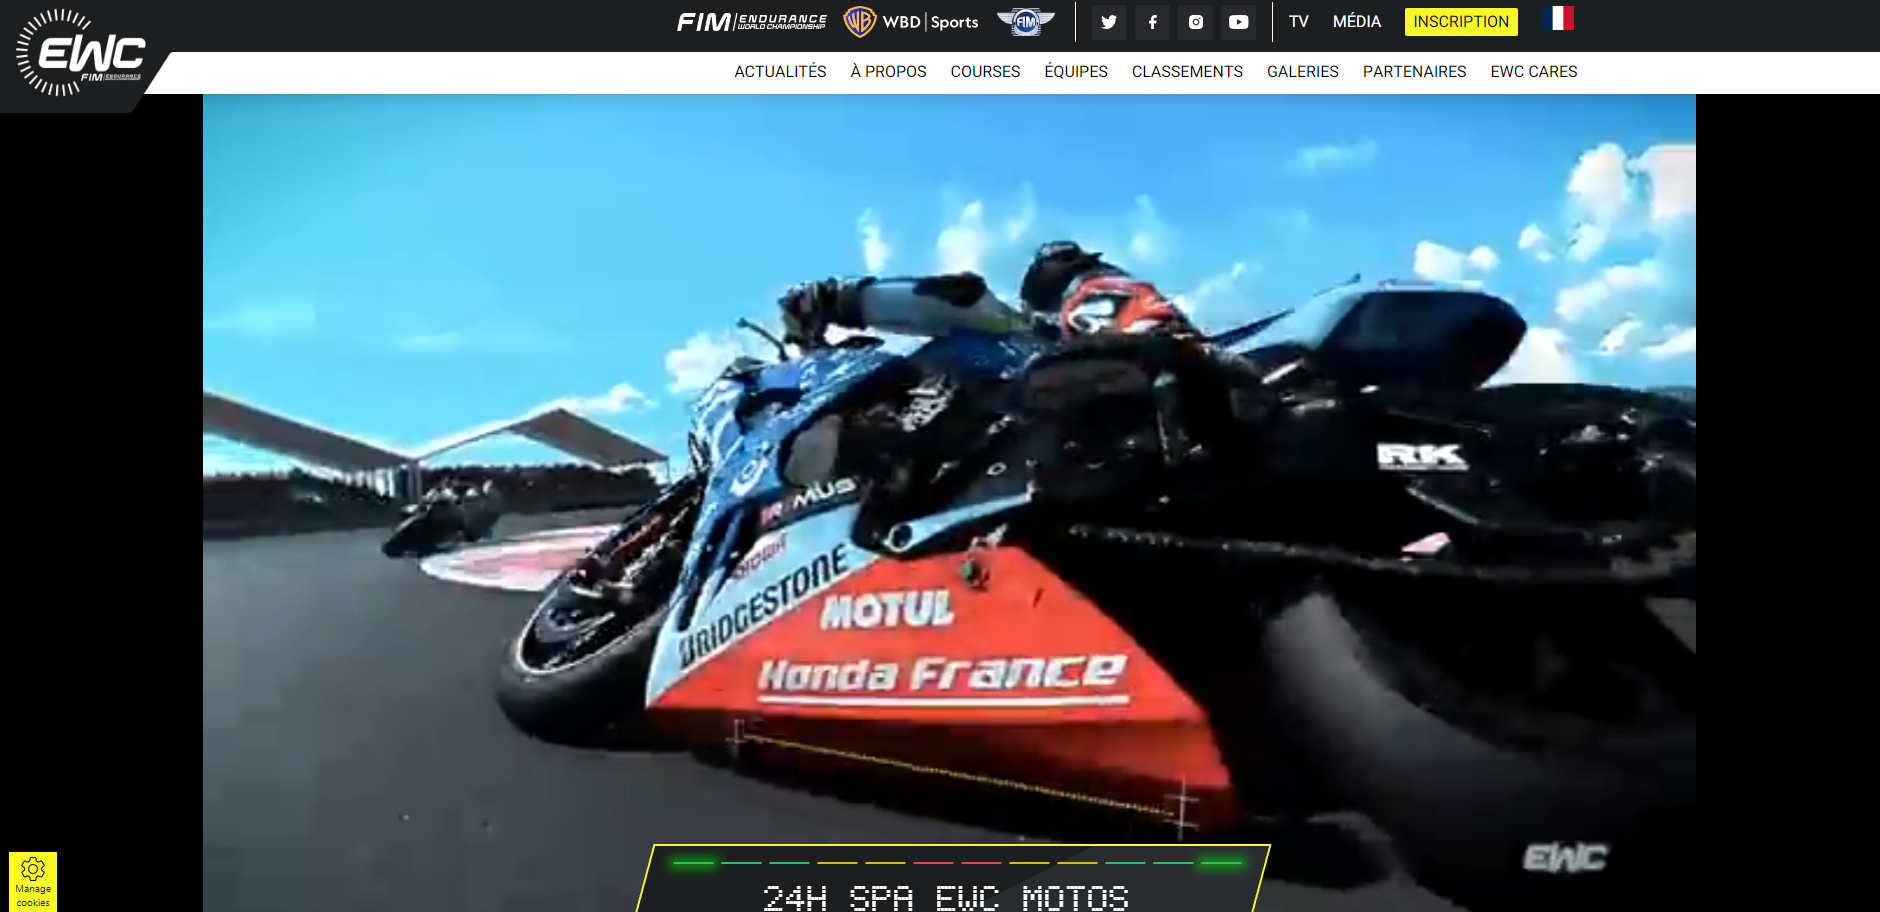 FIM ENDURANCE WORLD CHAMPIONSHIP WBD Sports FIM TV MÉDIA INSCRIPTION
EWC
FIM ENDURANCE
ACTUALITÉS À PROPOS COURSES ÉQUIPES CLASSEMENTS GALERIES PARTENAIRES EWC CARES
RK
BRIDGESTONE
MOTUL
Honda France
EWC
Manage
cookies
24H SPA EWC MOTOS